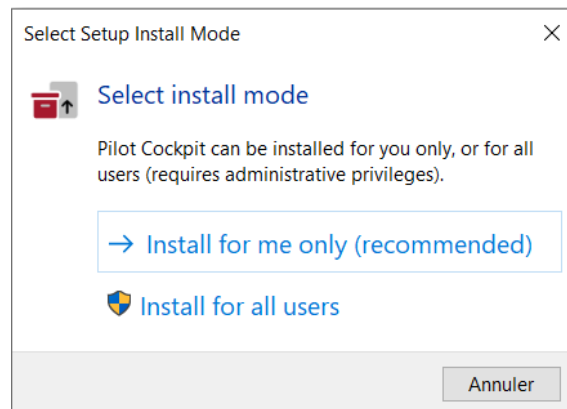 Select Setup Install Mode
Select install mode
Pilot Cockpit can be installed for you only, or for all
users (requires administrative privileges).
Install for me only (recommended)
Install for all users
Annuler